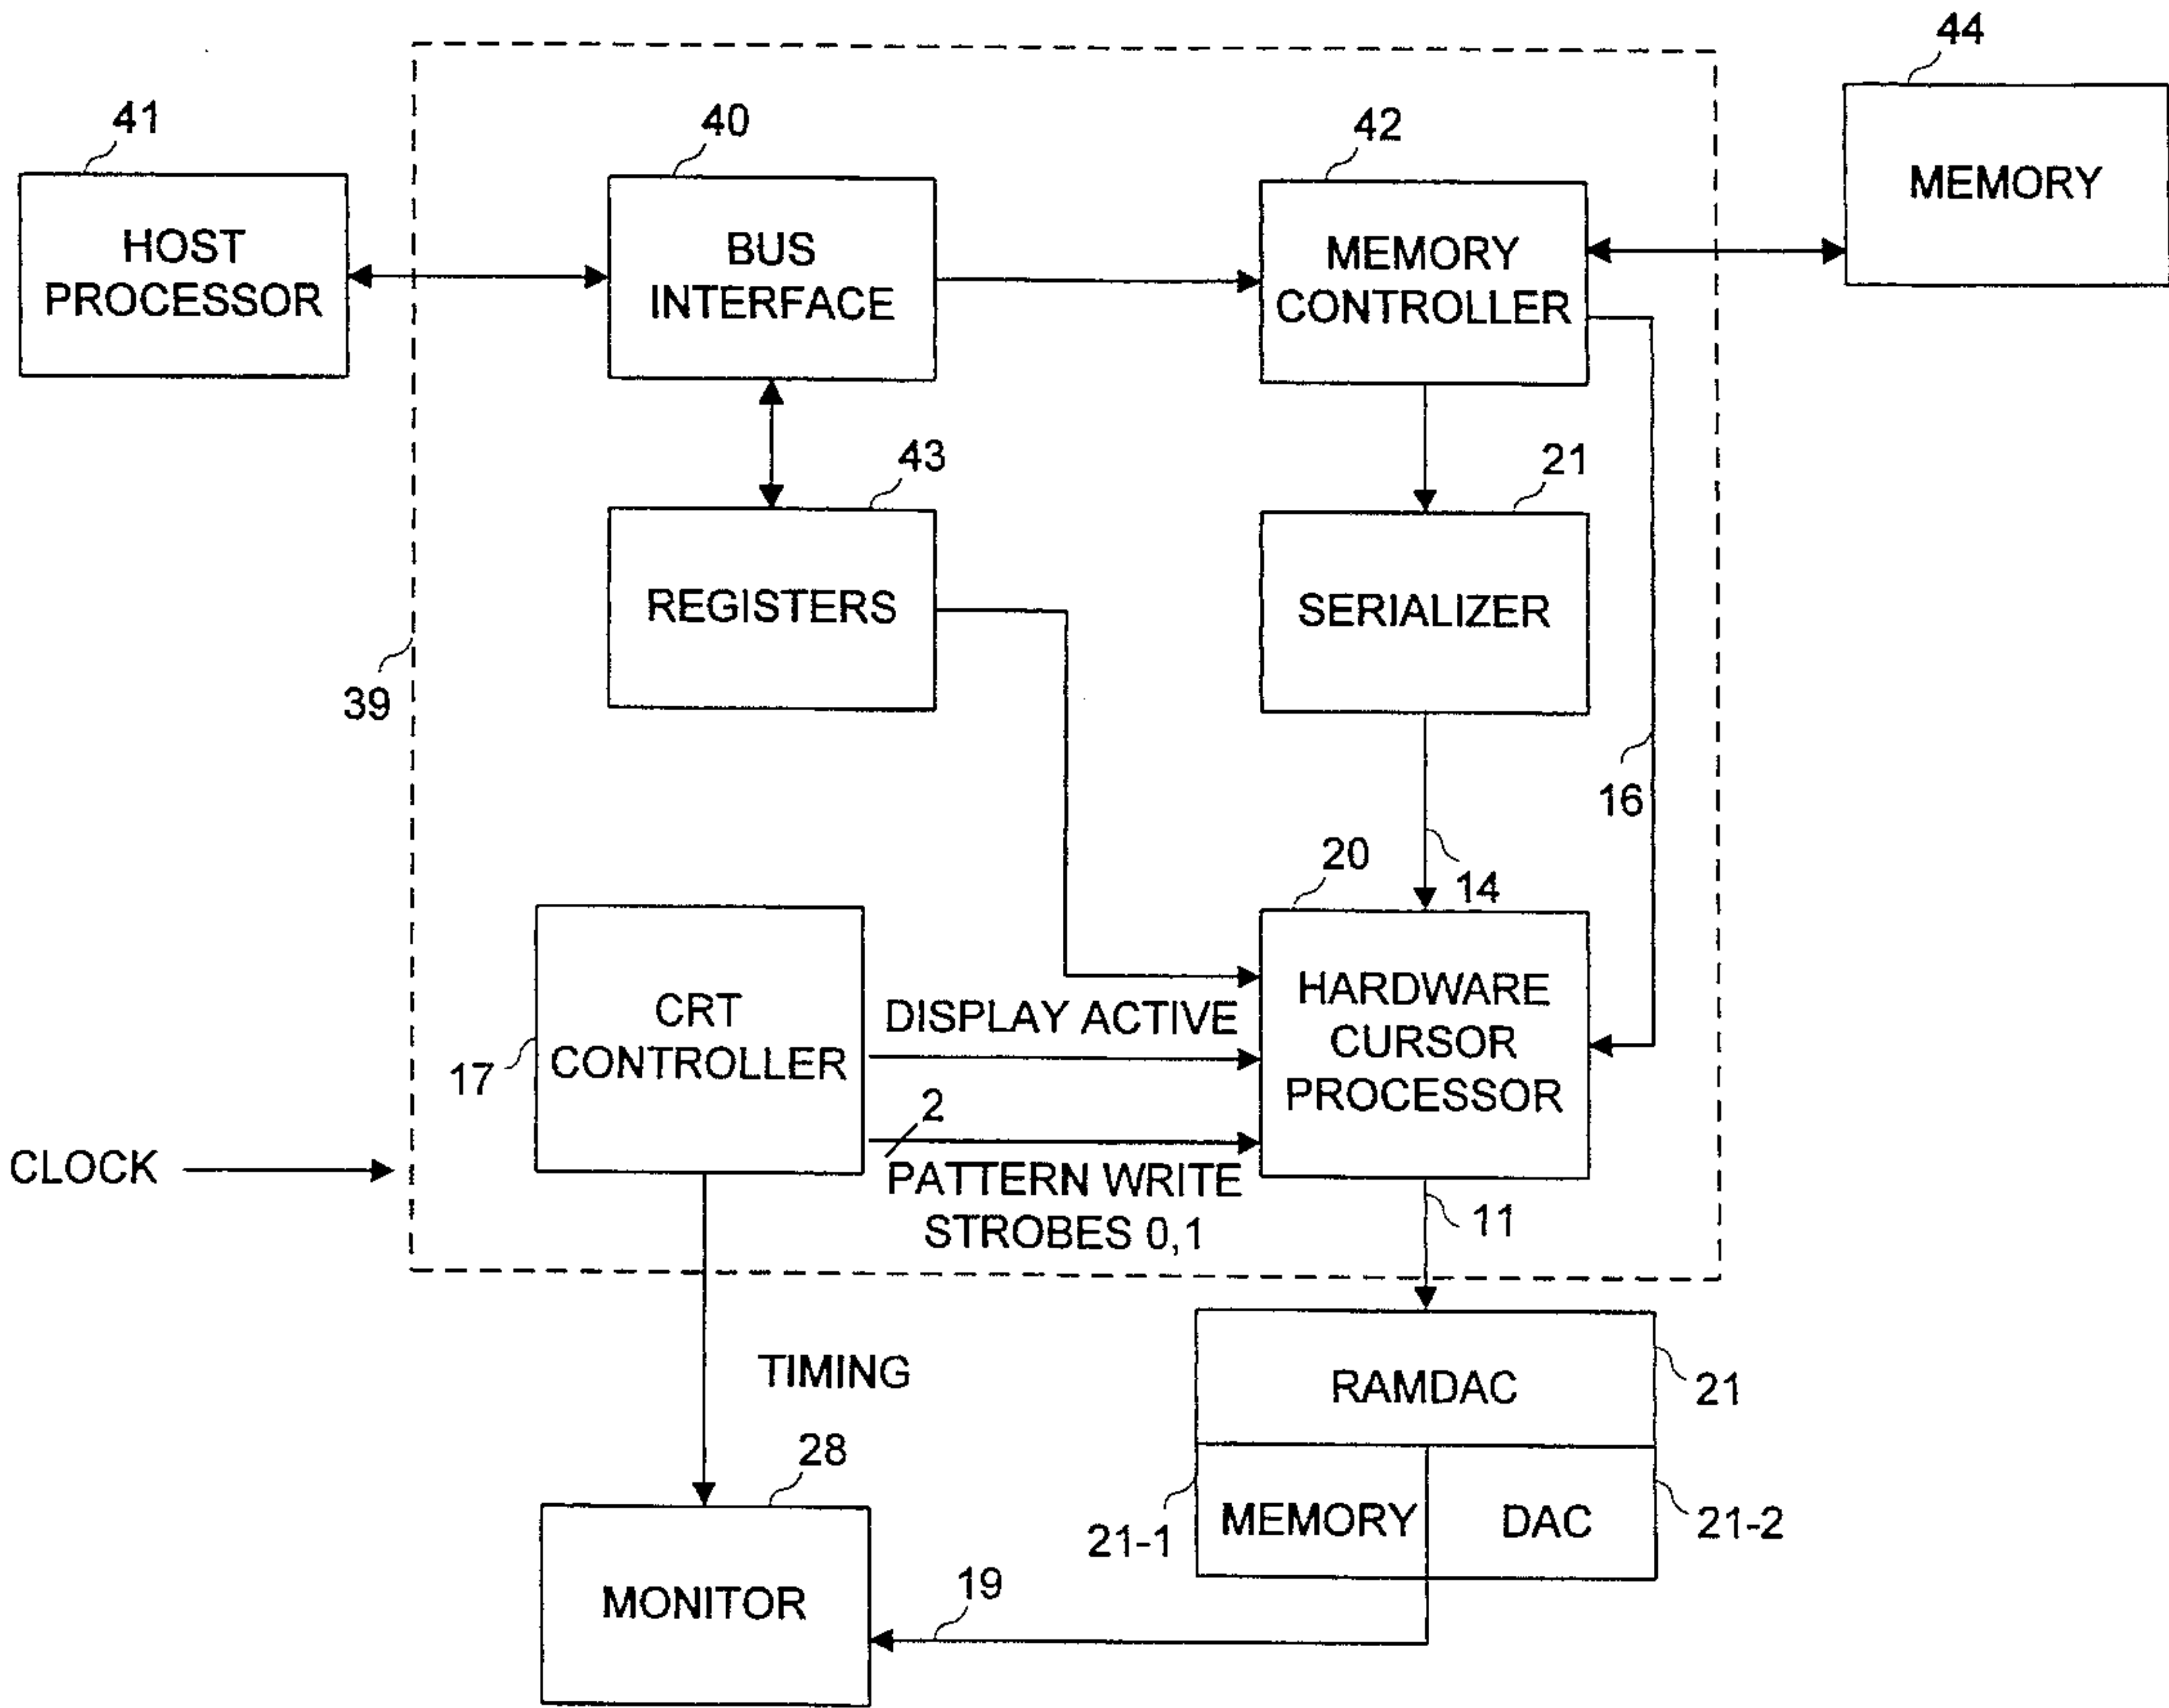 44
41
40
42
HOST
PROCESSOR
BUS
INTERFACE
MEMORY
CONTROLLER
MEMORY
43
21
REGISTERS
SERIALIZER
39
16
14
20
CRT
CONTROLLER
17
DISPLAY ACTIVE
HARDWARE
CURSOR
PROCESSOR
2
CLOCK
PATTERN WRITE
STROBES 0,1
11
TIMING
RAMDAC
21
28
MEMORY
DAC
21-1
21-2
MONITOR
19